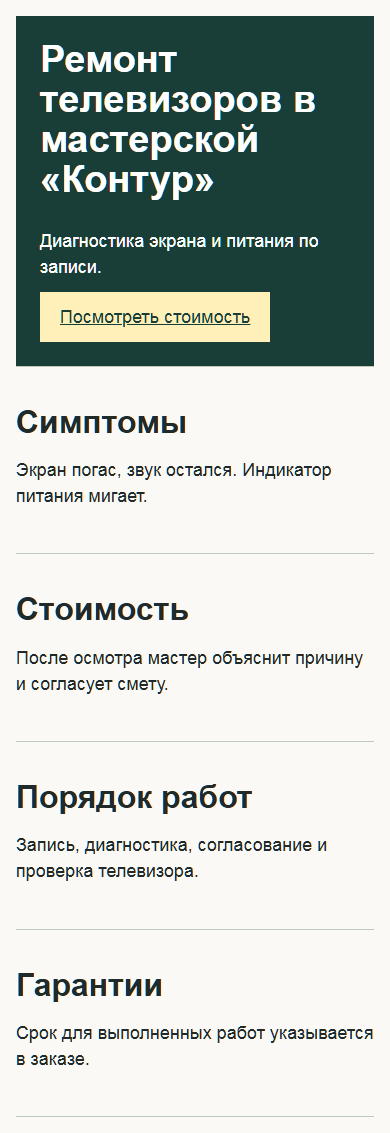 Ремонт
телевизоров в
мастерской
«Контур»
Диагностика экрана и питания по
записи.
Посмотреть стоимость
Симптомы
Экран погас, звук остался. Индикатор
питания мигает.
Стоимость
После осмотра мастер объяснит причину
и согласует смету.
Порядок работ
Запись, диагностика, согласование и
проверка телевизора.
Гарантии
Срок для выполненных работ указывается
в заказе.